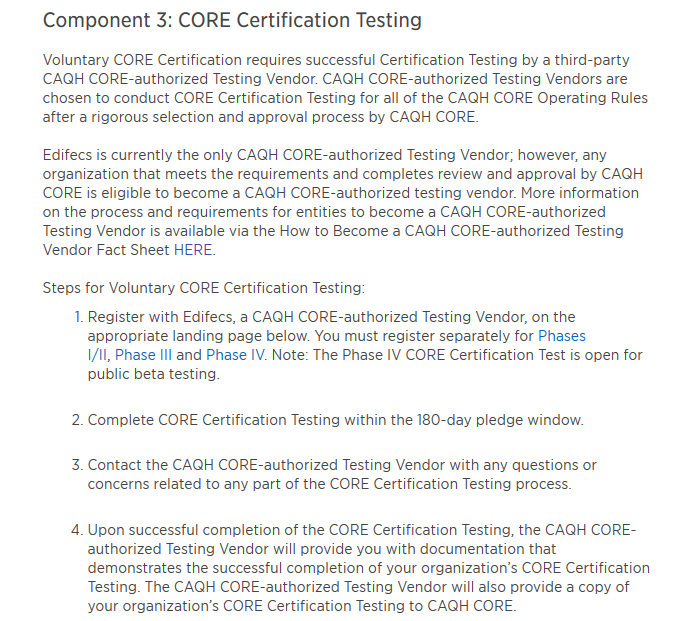 Component 3: CORE Certification Testing
Voluntary CORE Certification requires successful Certification Testing by a third-party
CAQH CORE-authorized Testing Vendor. CAQH CORE-authorized Testing Vendors are
chosen to conduct CORE Certification Testing for all of the CAQH CORE Operating Rules
after a rigorous selection and approval process by CAQH CORE.
Edifecs is currently the only CAQH CORE-authorized Testing Vendor; however, any
organization that meets the requirements and completes review and approval by CAQH
CORE is eligible to become a CAQH CORE-authorized testing vendor. More information
on the process and requirements for entities to become a CAQH CORE-authorized
Testing Vendor is available via the How to Become a CAQH CORE-authorized Testing
Vendor Fact Sheet HERE.
Steps for Voluntary CORE Certification Testing:
1. Register with Edifecs, a CAQH CORE-authorized Testing Vendor, on the
appropriate landing page below. You must register separately for Phases
I/II, Phase III and Phase IV. Note: The Phase IV CORE Certification Test is open for
public beta testing.
2. Complete CORE Certification Testing within the 180-day pledge window.
3. Contact the CAQH CORE-authorized Testing Vendor with any questions or
concerns related to any part of the CORE Certification Testing process.
4. Upon successful completion of the CORE Certification Testing, the CAQH CORE-
authorized Testing Vendor will provide you with documentation that
demonstrates the successful completion of your organization's CORE Certification
Testing. The CAQH CORE-authorized Testing Vendor will also provide a copy of
your organization's CORE Certification Testing to CAQH CORE.